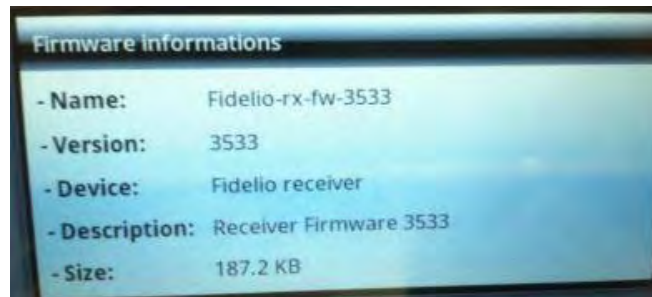 Firmware informations
- Name: Fidelio-rx-fw-3533
- Version: 3533
- Device: Fidelio receiver
- Description: Receiver Firmware 3533
- Size: 187.2 KB